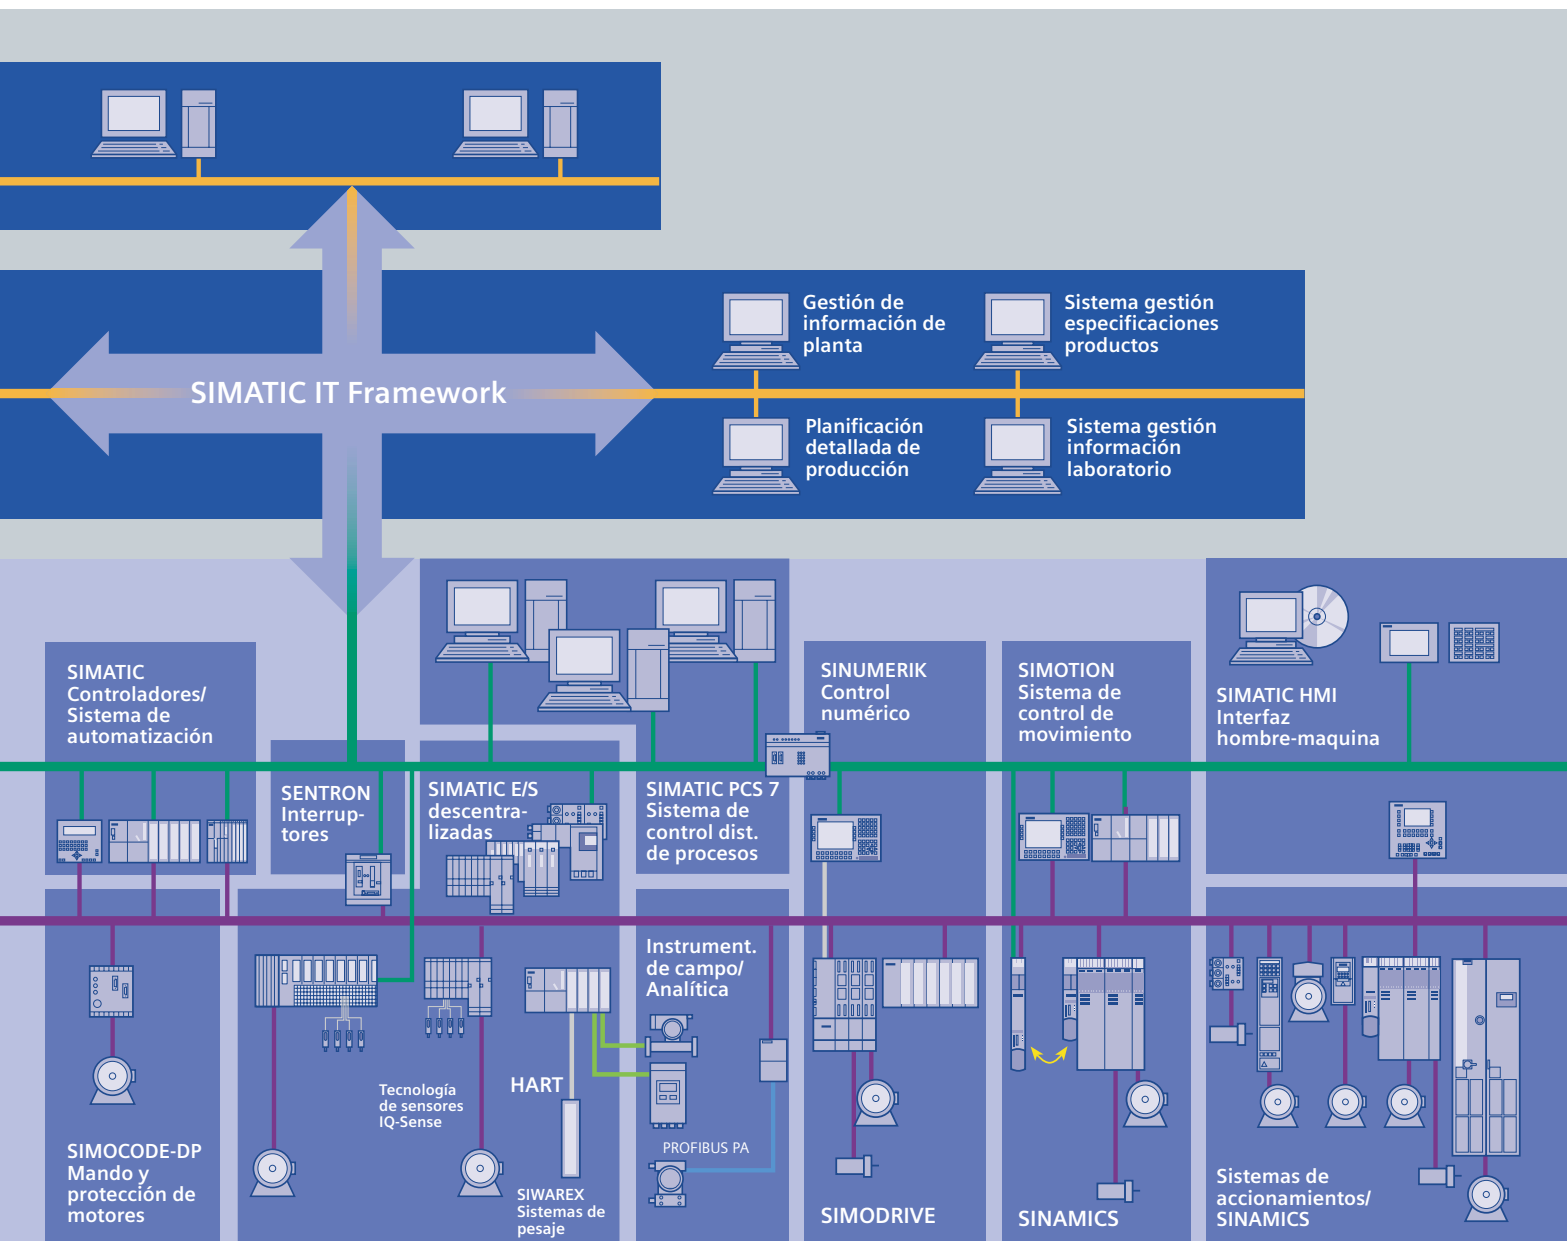 Gestión de
información de
planta
Sistema gestión
especificaciones
productos
SIMATIC IT Framework
Planificación
detallada de
producción
Sistema gestión
información
laboratorio
SIMATIC
Controladores/
Sistema de
automatización
SINUMERIK
Control
numérico
SIMOTION
Sistema de
control de
movimiento
SIMATIC HMI
Interfaz
hombre-maquina
SENTRON
Interrup-
tores
SIMATIC E/S
descentra-
lizadas
SIMATIC PCS 7
Sistema de
control dist.
de procesos
Instrument.
de campo/
Analítica
Tecnología
de sensores
IQ-Sense
HART
PROFIBUS PA
SIMOCODE-DP
Mando y
protección de
motores
SIWAREX
Sistemas de
pesaje
SIMODRIVE
SINAMICS
Sistemas de
accionamientos/
SINAMICS